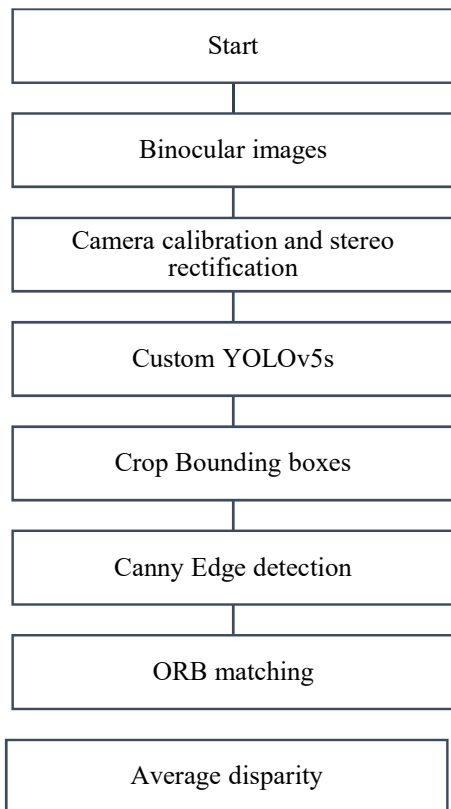 Start
Binocular images
Camera calibration and stereo
rectification
Custom YOLOv5s
Crop Bounding boxes
Canny Edge detection
ORB matching
Average disparity